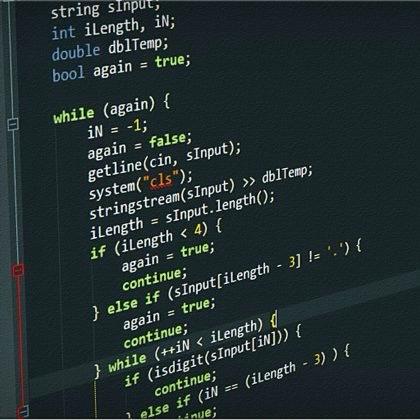 string sInput;
int iLength, iN;
double dblTemp;
bool again = true;
while (again) {
iN = -1;
again = false;
getline(cin, sInput);
system("cls");
stringstream(sInput) >> dblTemp;
iLength = sInput.length();
if (iLength < 4) {
again = true;
continue;
} else if (sInput[iLength - 3] != '.') {
again = true;
continue;
} while (++iN < iLength) {
if (isdigit(sInput[iN])) {
continue;
} else if (iN == (iLength - 3) ) {
continue;